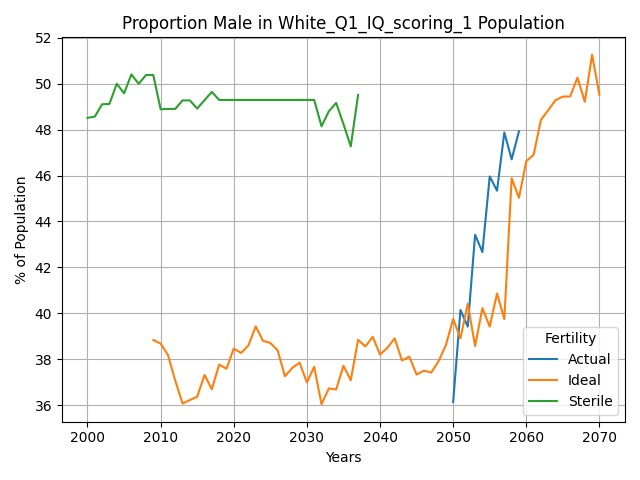 Proportion Male in White_Q1_IQ_scoring_1 Population
% of Population
52
50
48
46
44
42
40
38
36
2000 2010 2020 2030 2040 2050 2060 2070
Years
Fertility
Actual
Ideal
Sterile